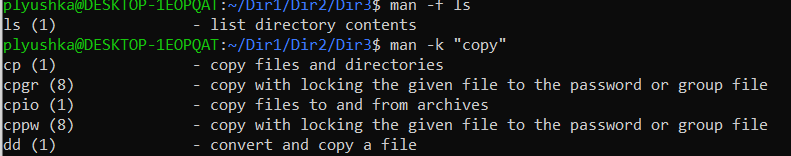 plyushka@DESKTOP-1EOPQAT:~/Dir1/Dir2/Dir3$ man -f ls
ls (1)               - list directory contents
plyushka@DESKTOP-1EOPQAT:~/Dir1/Dir2/Dir3$ man -k "copy"
cp (1)               - copy files and directories
cpgr (8)             - copy with locking the given file to the password or group file
cpio (1)             - copy files to and from archives
cppw (8)             - copy with locking the given file to the password or group file
dd (1)               - convert and copy a file